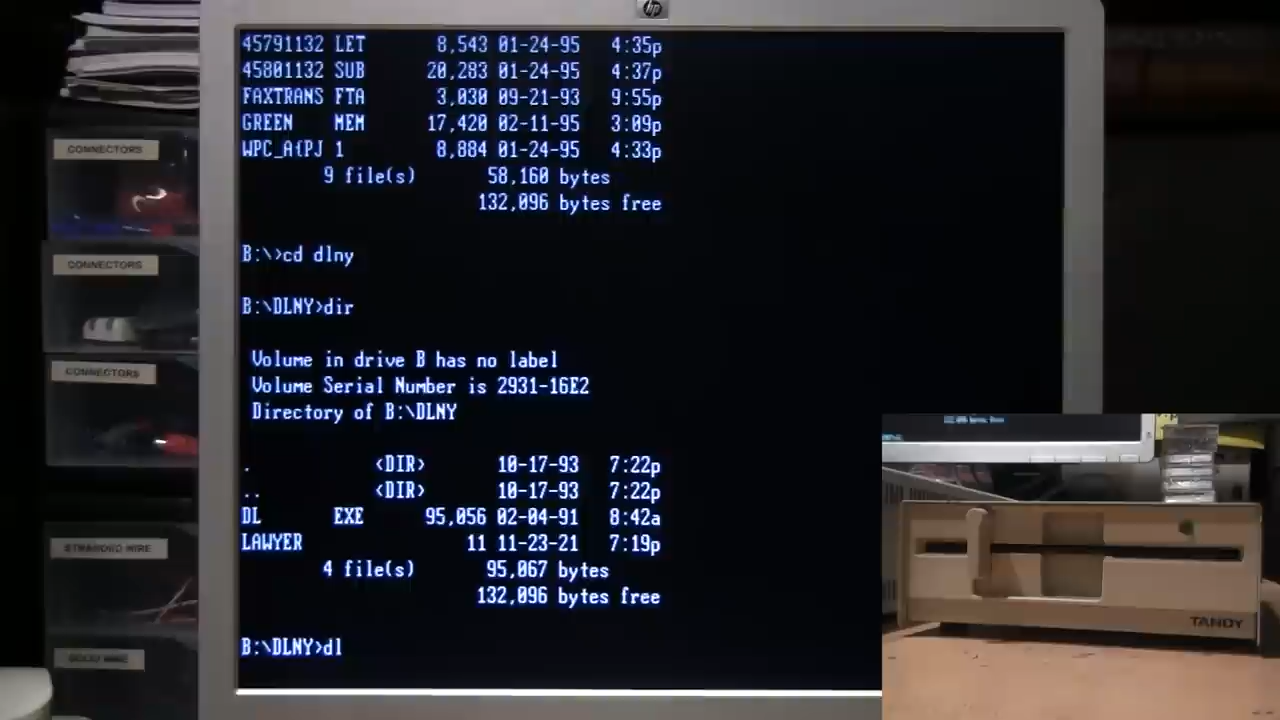 hp
45791132 LET 8,543 01-24-95 4:35p
45801132 SUB 20,283 01-24-95 4:37p
FAXTRANS FTA 3,030 09-21-93 9:55p
GREEN MEM 17,420 02-11-95 3:09p
WPC_A{PJ 1 8,884 01-24-95 4:33p
9 file(s) 58,160 bytes
132,096 bytes free
B:\>cd dlny
B:\DLNY>dir
Volume in drive B has no label
Volume Serial Number is 2931-16E2
Directory of B:\DLNY
. <DIR> 10-17-93 7:22p
.. <DIR> 10-17-93 7:22p
DL EXE 95,056 02-04-91 8:42a
LAWYER 11 11-23-21 7:19p
4 file(s) 95,067 bytes
132,096 bytes free
B:\DLNY>dl
CONNECTORS
CONNECTORS
CONNECTORS
STRANDED WIRE
SOLID WIRE
TANDY